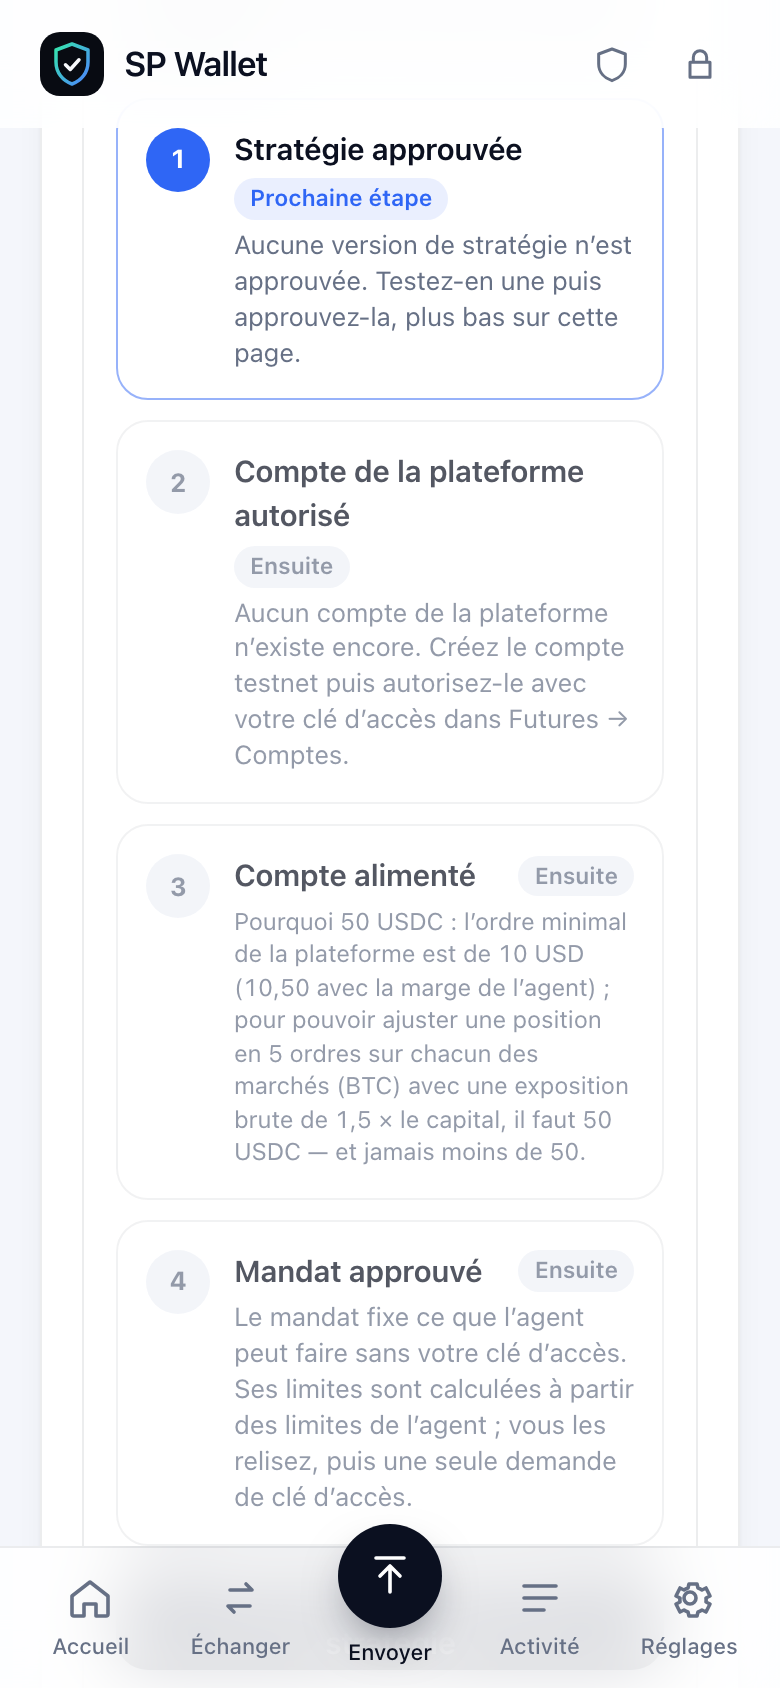 SP Wallet
1
Stratégie approuvée
Prochaine étape
Aucune version de stratégie n’est
approuvée. Testez-en une puis
approuvez-la, plus bas sur cette
page.
2
Compte de la plateforme
autorisé
Ensuite
Aucun compte de la plateforme
n’existe encore. Créez le compte
testnet puis autorisez-le avec
votre clé d’accès dans Futures →
Comptes.
3
Compte alimenté
Ensuite
Pourquoi 50 USDC : l’ordre minimal
de la plateforme est de 10 USD
(10,50 avec la marge de l’agent) ;
pour pouvoir ajuster une position
en 5 ordres sur chacun des
marchés (BTC) avec une exposition
brute de 1,5 × le capital, il faut 50
USDC — et jamais moins de 50.
4
Mandat approuvé
Ensuite
Le mandat fixe ce que l’agent
peut faire sans votre clé d’accès.
Ses limites sont calculées à partir
des limites de l’agent ; vous les
relisez, puis une seule demande
de clé d’accès.
Accueil
Échanger
Envoyer
Activité
Réglages